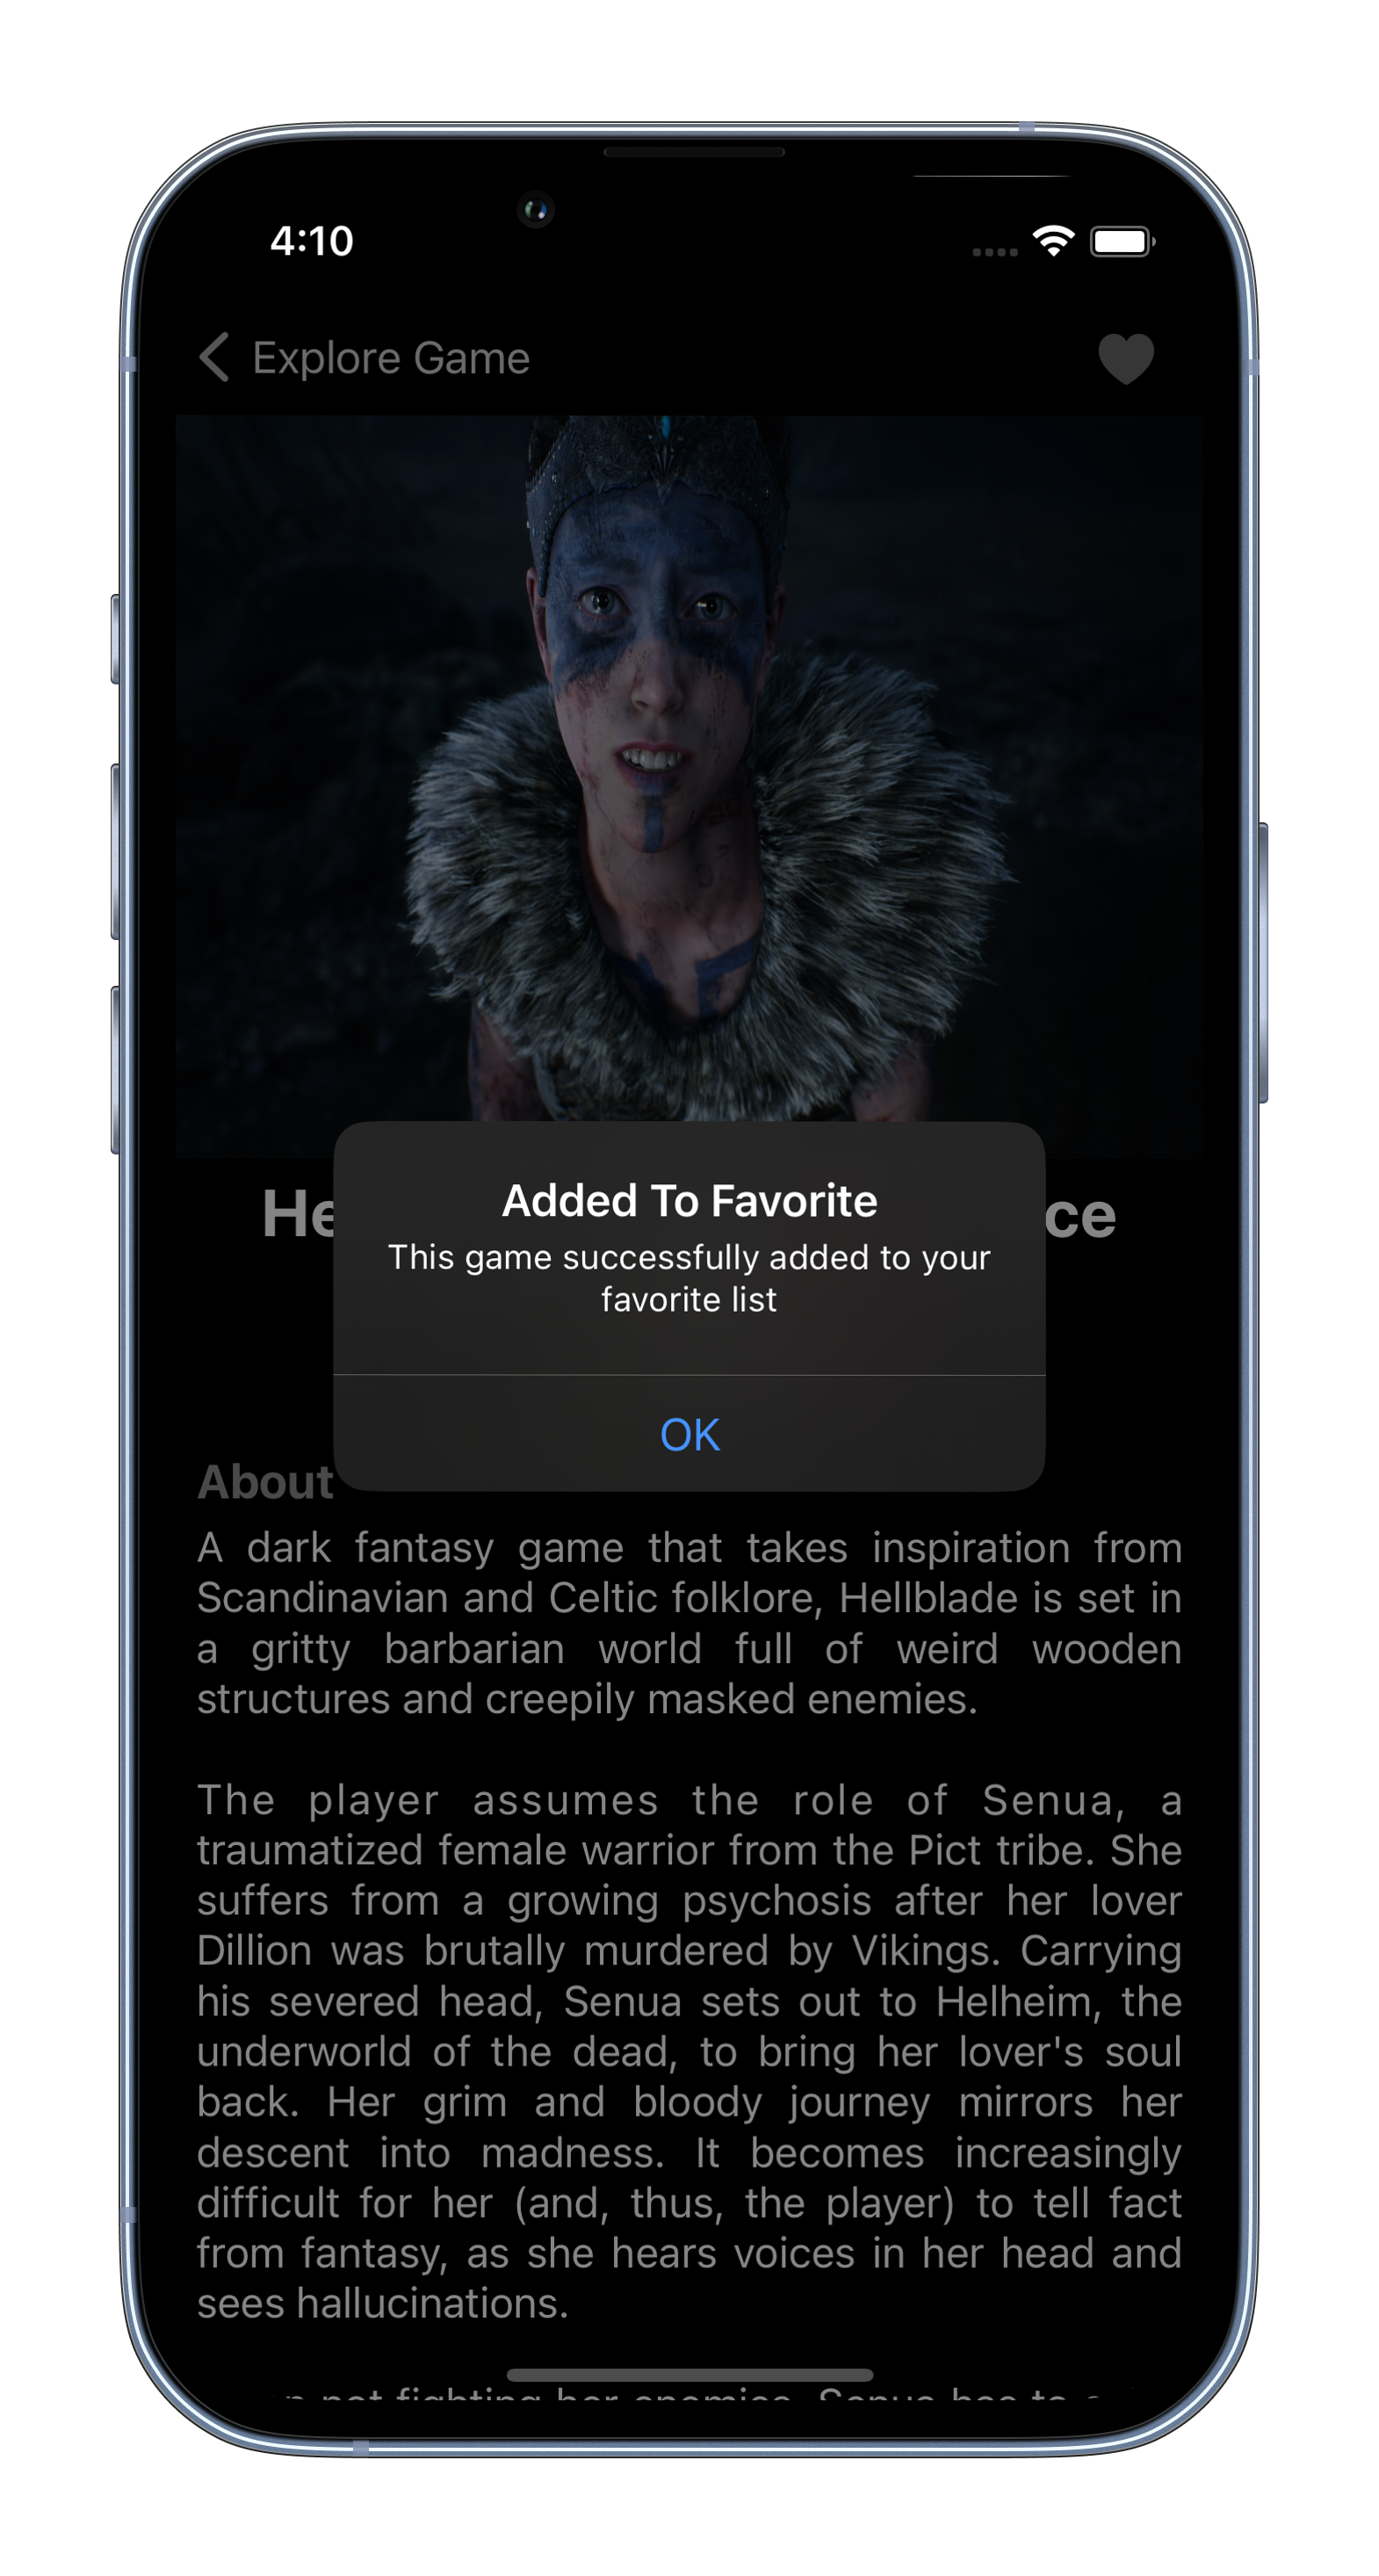 4:10
Explore Game
He
ce
Added To Favorite
This game successfully added to your
favorite list
OK
About
A dark fantasy game that takes inspiration from
Scandinavian and Celtic folklore, Hellblade is set in
a gritty barbarian world full of weird wooden
structures and creepily masked enemies.
The player assumes the role of Senua, a
traumatized female warrior from the Pict tribe. She
suffers from a growing psychosis after her lover
Dillion was brutally murdered by Vikings. Carrying
his severed head, Senua sets out to Helheim, the
underworld of the dead, to bring her lover's soul
back. Her grim and bloody journey mirrors her
descent into madness. It becomes increasingly
difficult for her (and, thus, the player) to tell fact
from fantasy, as she hears voices in her head and
sees hallucinations.
not fighting her enemies, Senua has to